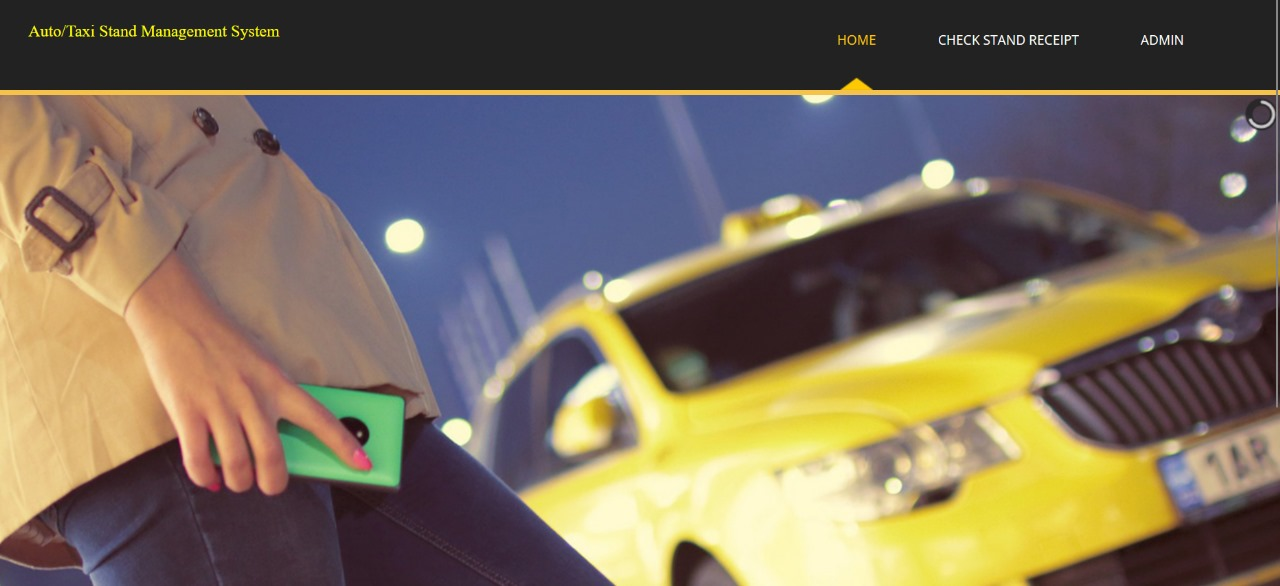 Auto/Taxi Stand Management System
HOME
CHECK STAND RECEIPT
ADMIN
1AR